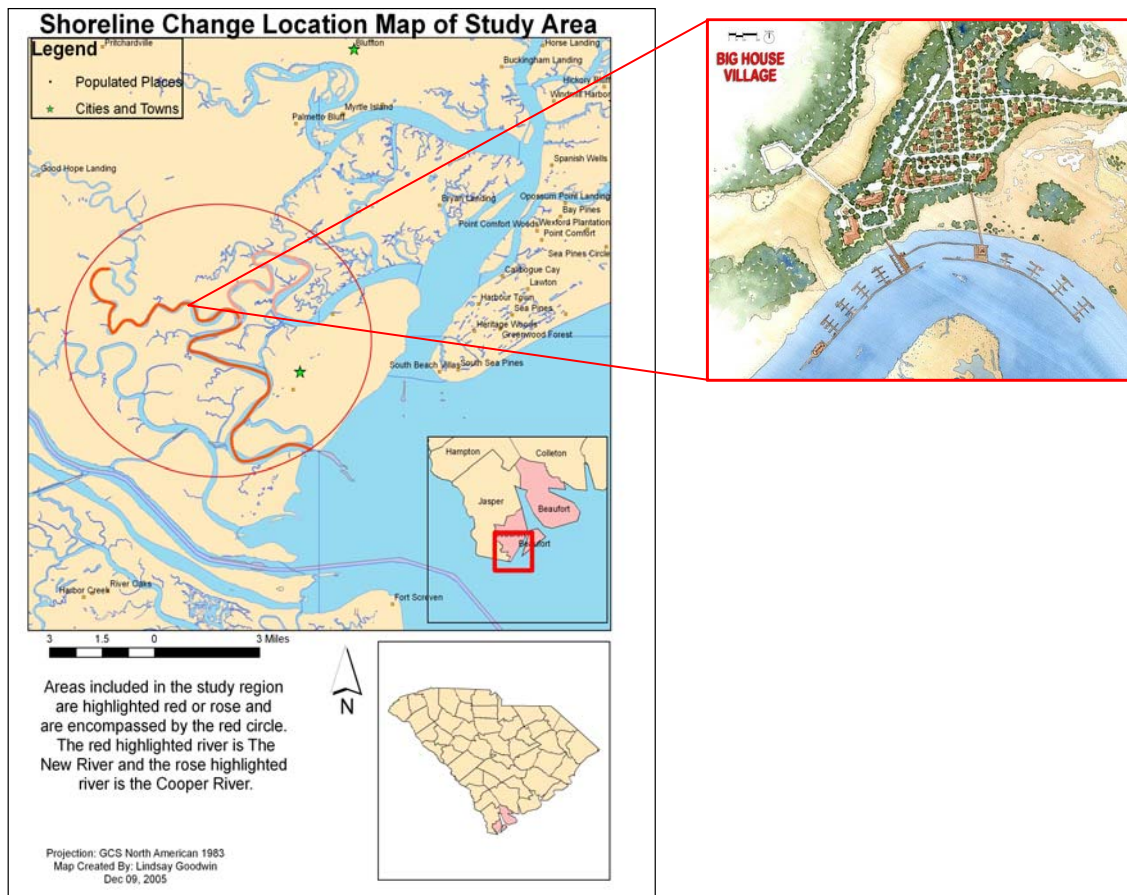 Shoreline Change Location Map of Study Area
Legend
Populated Places
Cities and Towns
Pritchardville
Bluffton
Horse Landing
Buckingham Landing
Hickory Bluff
Windmill Harbor
Myrtle Island
Palmetto Bluff
Good Hope Landing
Spanish Wells
Bryan Landing
Opossum Point Landing
Bay Pines
Point Comfort Woods
Wexford Plantation
Point Comfort
Sea Pines Circle
Calibogue Cay
Lawton
Harbour Town
Sea Pines
Heritage Woods
Greenwood Forest
South Beach Villas
South Sea Pines
Hampton
Colleton
Jasper
Beaufort
Beaufort
River Oaks
Harbor Creek
Fort Screven
3 1.5 0 3 Miles
N
Areas included in the study region
are highlighted red or rose and
are encompassed by the red circle.
The red highlighted river is The
New River and the rose highlighted
river is the Cooper River.
Projection: GCS North American 1983
Map Created By: Lindsay Goodwin
Dec 09, 2005
BIG HOUSE
VILLAGE